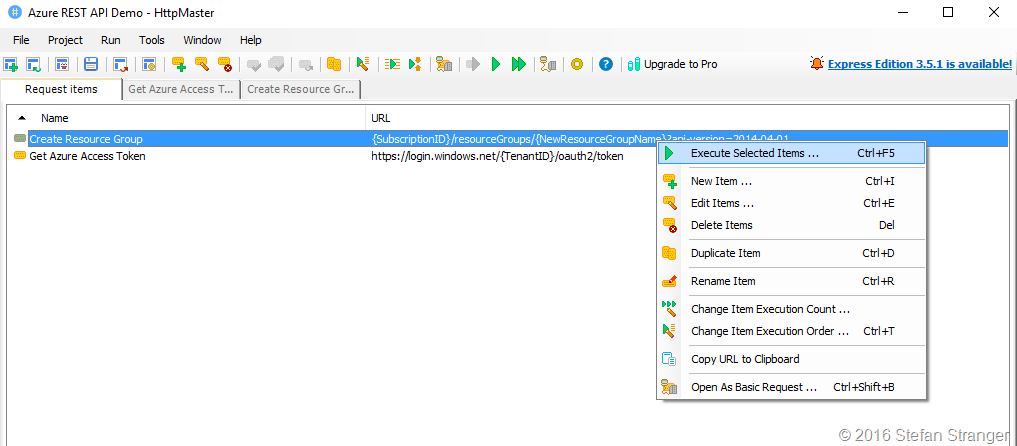 Azure REST API Demo - HttpMaster
File Project Run Tools Window Help
Upgrade to Pro Express Edition 3.5.1 is available!
Request items Get Azure Access T... Create Resource Gr...
Name URL
Create Resource Group {SubscriptionID}/resourceGroups/{NewResourceGroupName}?api-version=2014-04-01
Get Azure Access Token https://login.windows.net/{TenantID}/oauth2/token
Execute Selected Items ... Ctrl+F5
New Item ... Ctrl+I
Edit Items ... Ctrl+E
Delete Items Del
Duplicate Item Ctrl+D
Rename Item Ctrl+R
Change Item Execution Count ...
Change Item Execution Order ... Ctrl+T
Copy URL to Clipboard
Open As Basic Request ... Ctrl+Shift+B
© 2016 Stefan Stranger